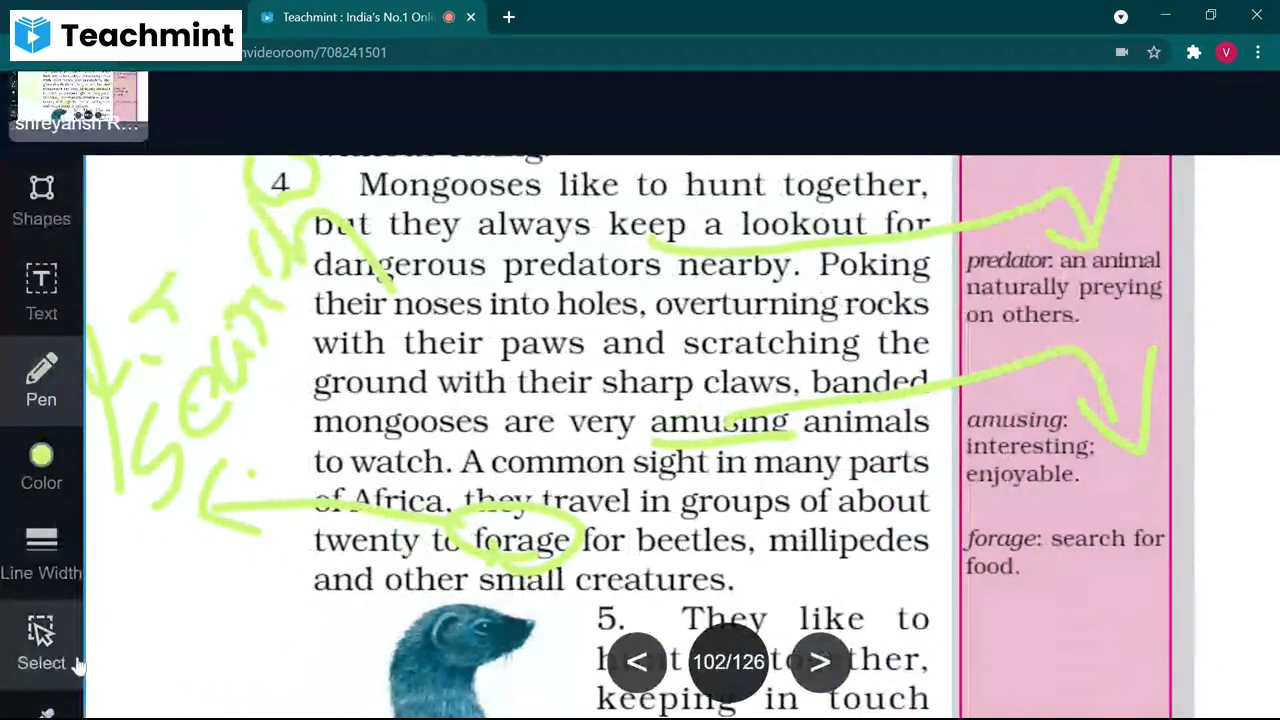 Teachmint : India's No.1 Onl
Teachmint
nvideoroom/708241501
V
shreyansh R...
Shapes
Text
Pen
Color
Line Width
Select
4 Mongooses like to hunt together,
but they always keep a lookout for
dangerous predators nearby. Poking
their noses into holes, overturning rocks
with their paws and scratching the
ground with their sharp claws, banded
mongooses are very amusing animals
to watch. A common sight in many parts
of Africa, they travel in groups of about
twenty to forage for beetles, millipedes
and other small creatures.
5. They like to
hunt together,
keeping in touch
102/126
predator: an animal
naturally preying
on others.
amusing:
interesting;
enjoyable.
forage: search for
food.